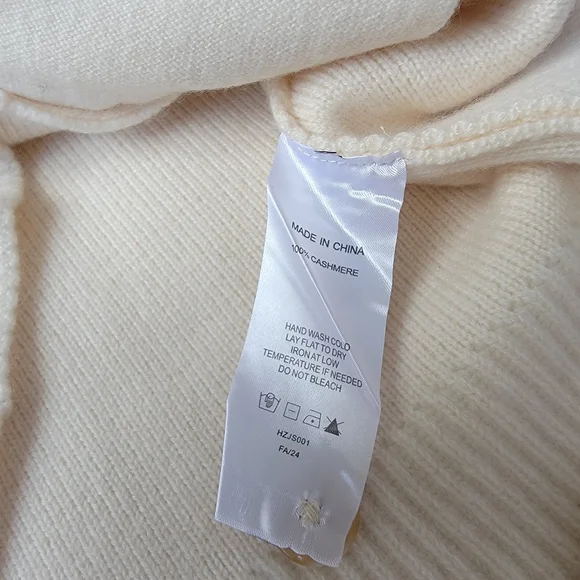 MADE IN CHINA
100% CASHMERE
HAND WASH COLD
LAY FLAT TO DRY
IRON AT LOW
TEMPERATURE IF NEEDED
DO NOT BLEACH
HZJS001
FA/24